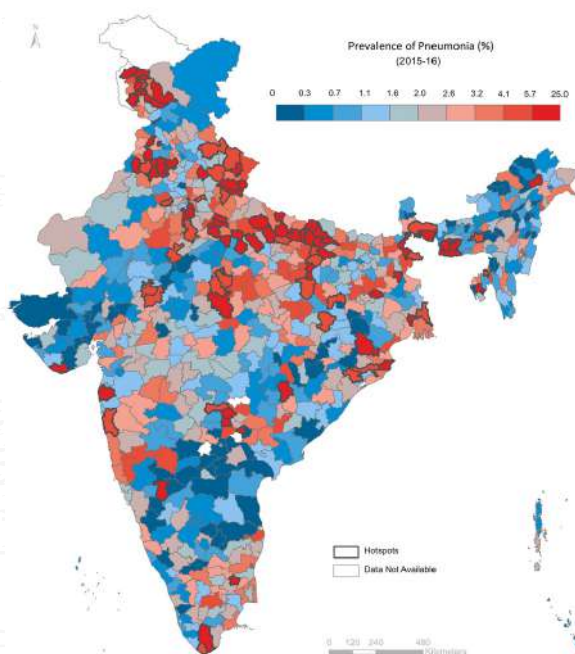 N
Prevalence of Pneumonia (%)
(2015-16)
0 0.3 0.7 1.1 1.6 2.0 2.6 3.2 4.1 5.7 25.0
Hotspots
Data Not Available
0 120 240 480
Kilometers